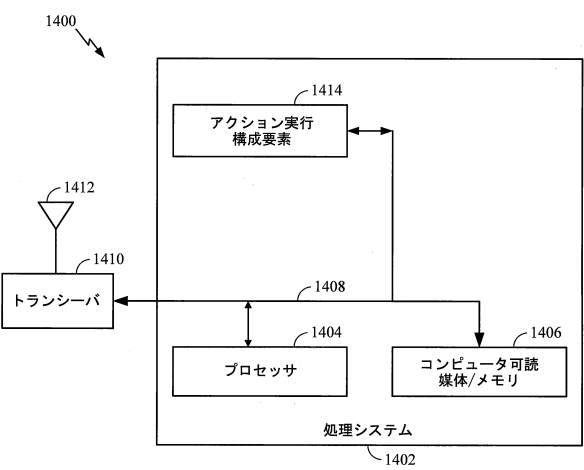 1400
1414
アクション実行
構成要素
1412
1410
トランシーバ
1408
1404
プロセッサ
1406
コンピュータ可読
媒体/メモリ
処理システム
1402